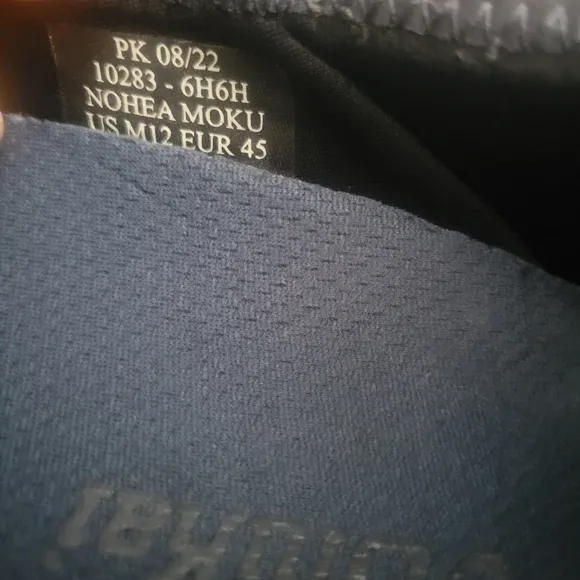 PK 08/22
10283 - 6H6H
NOHEA MOKU
US M12 EUR 45